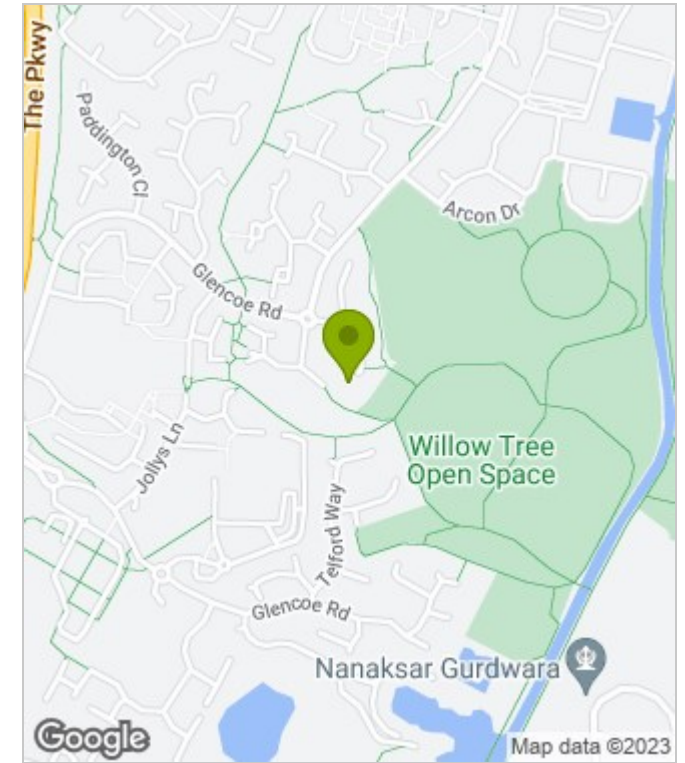 The Pkwy
Paddington Cl
Arcon Dr
Glencoe Rd
Willow Tree
Open Space
Jollys Ln
Telford Way
Glencoe Rd
Nanaksar Gurdwara
Google
Map data ©2023